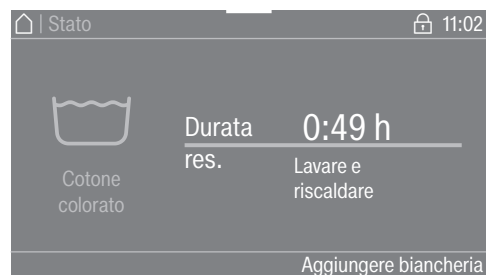 | Stato 11:02
Durata 0:49 h
res. Lavare e
riscaldare
Cotone
colorato
Aggiungere biancheria